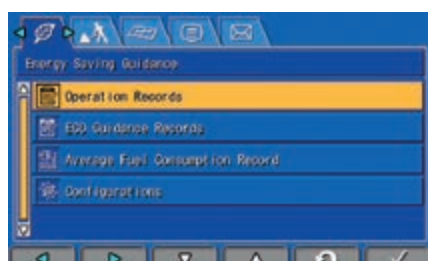 Energy Saving Guidance
Operation Records
ECO Guidance Records
Average Fuel Consumption Record
Configurations